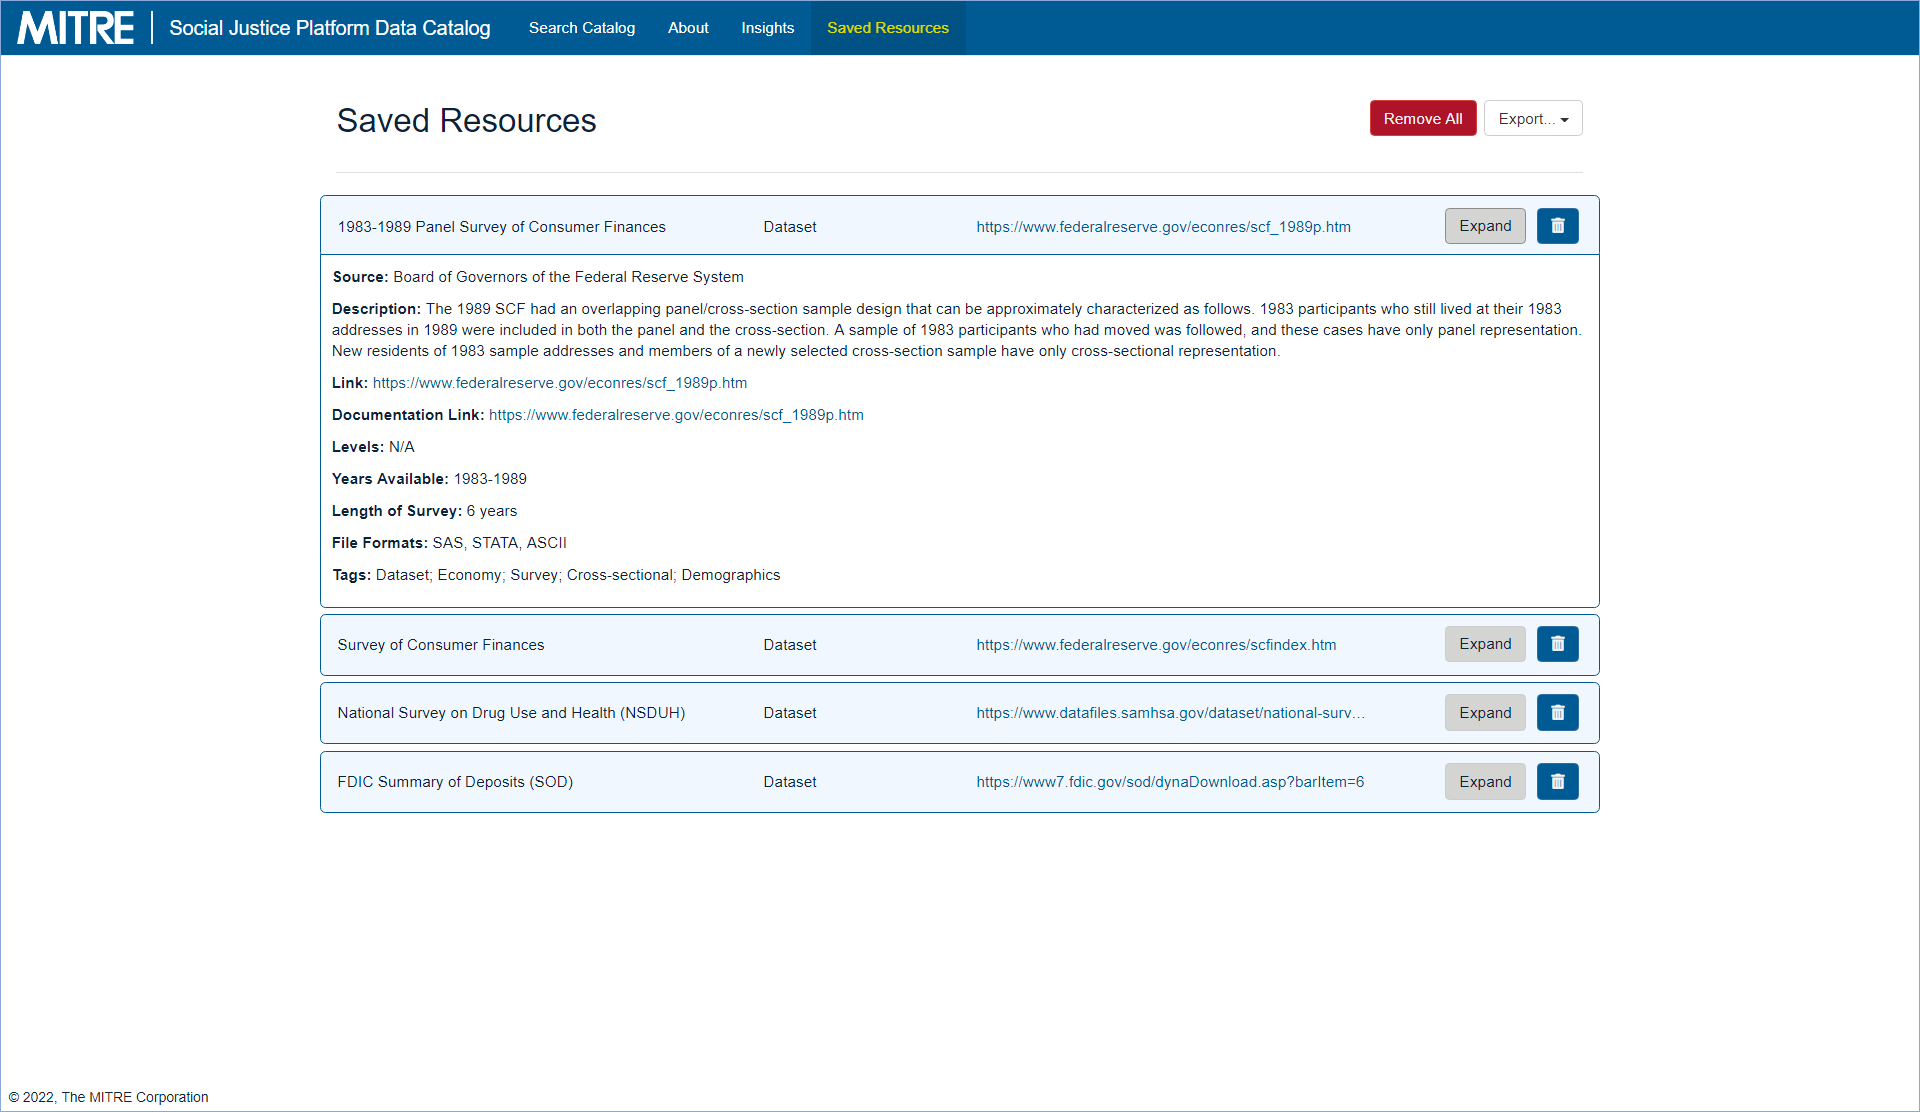 MITRE
Social Justice Platform Data Catalog
Search Catalog
About
Insights
Saved Resources
Saved Resources
Remove All
Export...
1983-1989 Panel Survey of Consumer Finances
Dataset
https://www.federalreserve.gov/econres/scf_1989p.htm
Expand
Source: Board of Governors of the Federal Reserve System
Description: The 1989 SCF had an overlapping panel/cross-section sample design that can be approximately characterized as follows. 1983 participants who still lived at their 1983
addresses in 1989 were included in both the panel and the cross-section. A sample of 1983 participants who had moved was followed, and these cases have only panel representation.
New residents of 1983 sample addresses and members of a newly selected cross-section sample have only cross-sectional representation.
Link: https://www.federalreserve.gov/econres/scf_1989p.htm
Documentation Link: https://www.federalreserve.gov/econres/scf_1989p.htm
Levels: N/A
Years Available: 1983-1989
Length of Survey: 6 years
File Formats: SAS, STATA, ASCII
Tags: Dataset; Economy; Survey; Cross-sectional; Demographics
Survey of Consumer Finances
Dataset
https://www.federalreserve.gov/econres/scfindex.htm
Expand
National Survey on Drug Use and Health (NSDUH)
Dataset
https://www.datafiles.samhsa.gov/dataset/national-surv...
Expand
FDIC Summary of Deposits (SOD)
Dataset
https://www7.fdic.gov/sod/dynaDownload.asp?barItem=6
Expand
© 2022, The MITRE Corporation